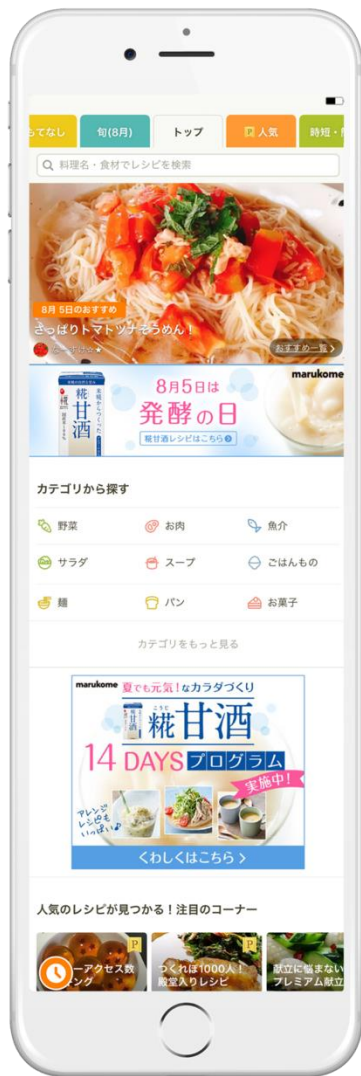 てなし
旬(8月)
トップ
P 人気
時短・
料理名・食材でレシピを検索
8月 5日のおすすめ
さっぱりトマトツナそうめん！
おすすめ一覧 >
marukome
8月5日は
発酵の日
糀甘酒レシピはこちら
糀
甘酒
カテゴリから探す
野菜
お肉
魚介
サラダ
スープ
ごはんもの
麺
パン
お菓子
カテゴリをもっと見る
marukome 夏でも元気！なカラダづくり
こうじ
糀甘酒
14 DAYS プログラム
実施中！
アレンジ
レシピも
いっぱい♪
くわしくはこちら >
人気のレシピが見つかる！注目のコーナー
P
ーアクセス数
ング
P
つくれぽ1000人！
殿堂入りレシピ
献立に悩まない
プレミアム献立